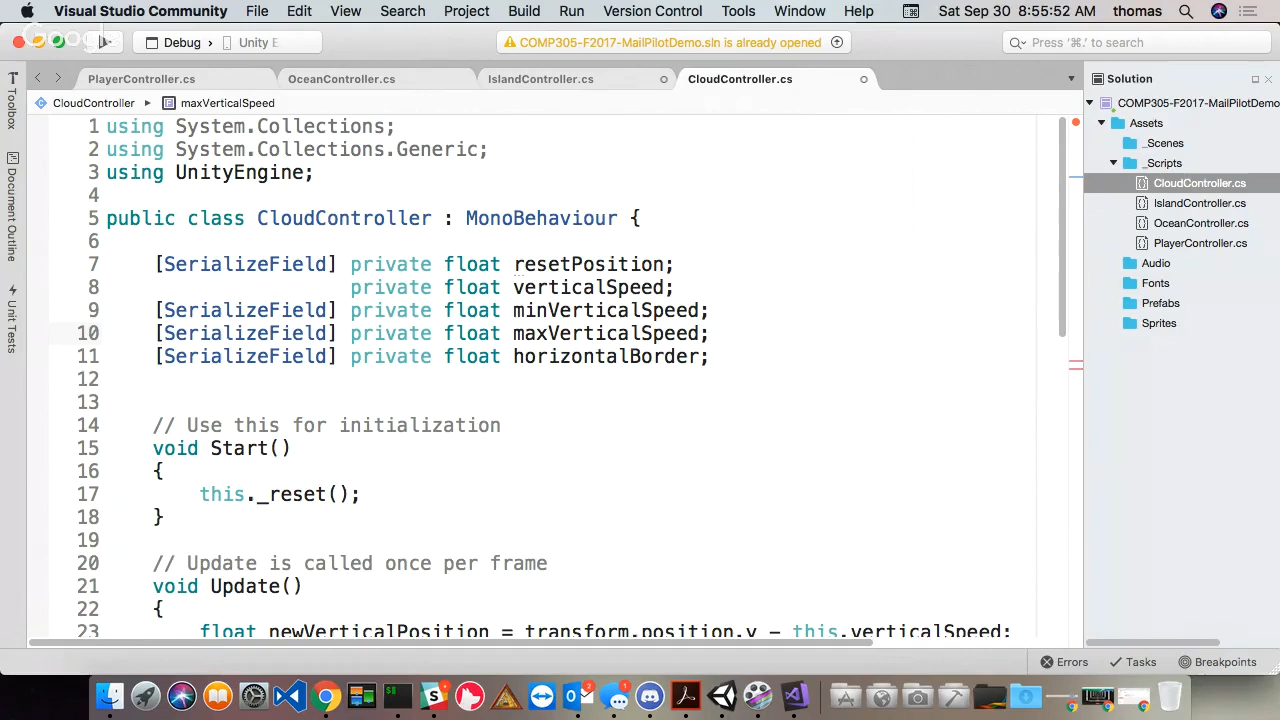 Visual Studio Community File Edit View Search Project Build Run Version Control Tools Window Help Sat Sep 30 8:55:52 AM thomas
Google
Debug › Unity E
COMP305-F2017-MailPilotDemo.sln is already opened
Press '⌘.' to search
PlayerController.cs OceanController.cs IslandController.cs CloudController.cs
Solution
CloudController ▸ maxVerticalSpeed
COMP305-F2017-MailPilotDemo
Assets
_Scenes
_Scripts
CloudController.cs
IslandController.cs
OceanController.cs
PlayerController.cs
Audio
Fonts
Prefabs
Sprites
Toolbox
Document Outline
Unit Tests
1 using System.Collections;
2 using System.Collections.Generic;
3 using UnityEngine;
4
5 public class CloudController : MonoBehaviour {
6
7 [SerializeField] private float resetPosition;
8 private float verticalSpeed;
9 [SerializeField] private float minVerticalSpeed;
10 [SerializeField] private float maxVerticalSpeed;
11 [SerializeField] private float horizontalBorder;
12
13
14 // Use this for initialization
15 void Start()
16 {
17 this._reset();
18 }
19
20 // Update is called once per frame
21 void Update()
22 {
23 float newVerticalPosition = transform.position.y - this.verticalSpeed;
Errors Tasks Breakpoints